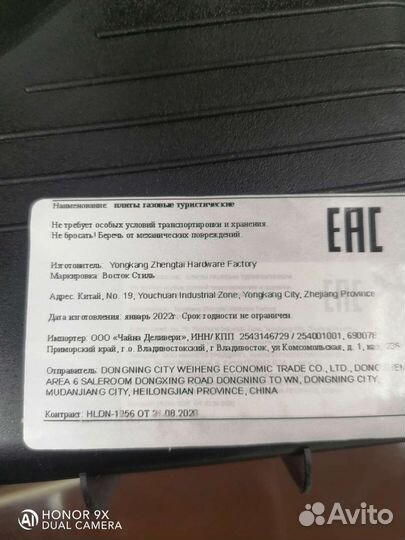 Наименование: плиты газовые туристические
EAC
Не требует особых условий транспортировки и хранения.
Не бросать! Беречь от механических повреждений.
Изготовитель: Yongkang Zhengtai Hardware Factory
Маркировка: Восток Стиль
Адрес: Китай, No. 19, Youchuan Industrial Zone, Yongkang City, Zhejiang Province
Дата изготовления: январь 2022г. Срок годности не ограничен.
Импортер: ООО «Чайна Деливери», ИНН/КПП 2543146729 / 254001001, 690078,
Приморский край, г.о. Владивостокский, г Владивосток, ул Комсомольская, д. 1,
Отправитель: DONGNING CITY WEIHENG ECONOMIC TRADE CO., LTD.,
AREA 6 SALEROOM DONGXING ROAD DONGNING TO WN, DONGNING CITY,
MUDANJIANG CITY, HEILONGJIAN PROVINCE, CHINA
Контракт: ОТ
HONOR 9X
AI DUAL CAMERA
Avito